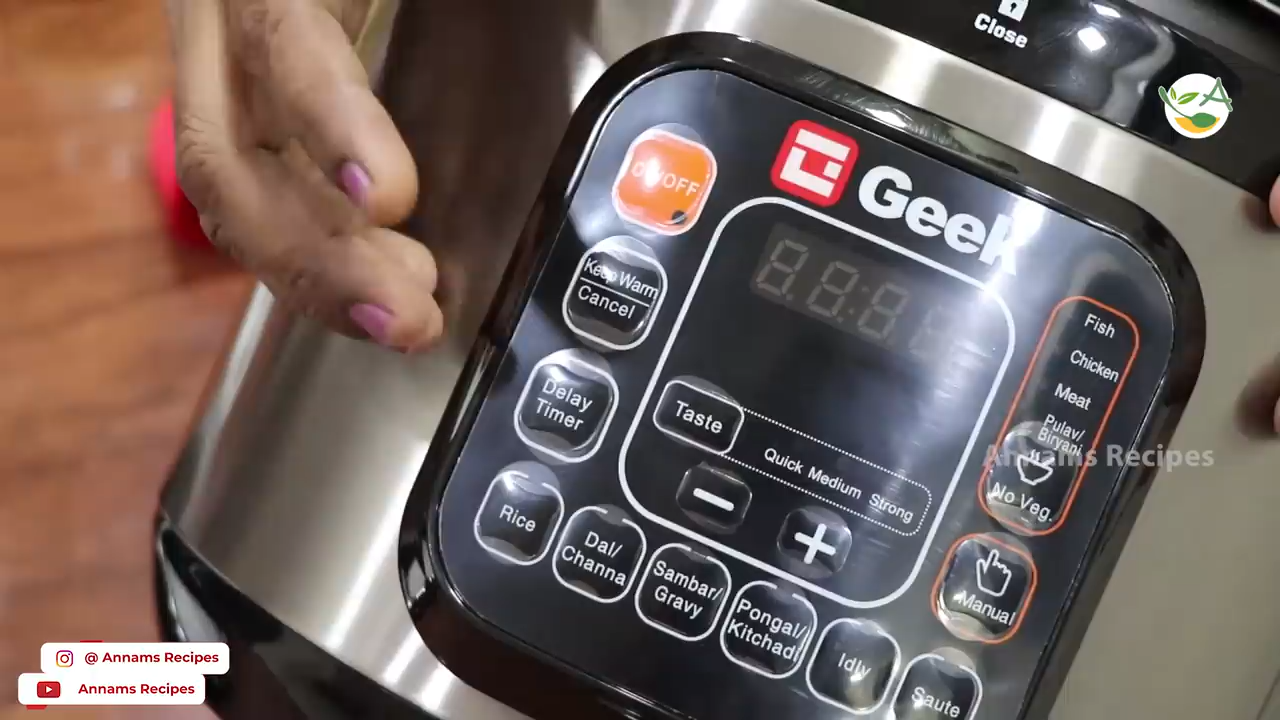 Close
Geek
ON/OFF
Keep Warm
Cancel
Delay
Timer
Taste
Quick Medium Strong
Fish
Chicken
Meat
Pulav/
Biryani
No Veg.
Manual
Rice
Dal/
Channa
Sambar/
Gravy
Pongal/
Kitchadi
Idly
Saute
Annams Recipes
@ Annams Recipes
Annams Recipes